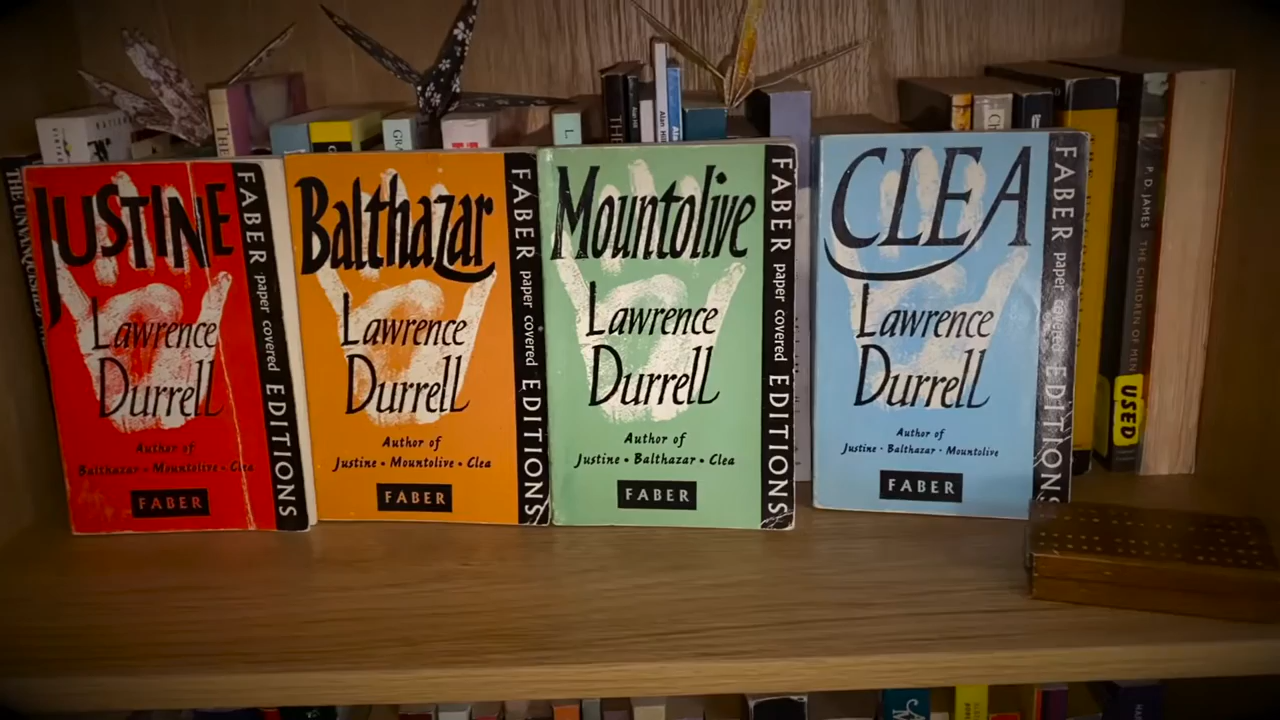 JUSTINE
Lawrence
Durrell
Author of
Balthazar • Mountolive • Clea
FABER
FABER paper covered EDITIONS
Balthazar
Lawrence
Durrell
Author of
Justine • Mountolive • Clea
FABER
FABER paper covered EDITIONS
Mountolive
Lawrence
Durrell
Author of
Justine • Balthazar • Clea
FABER
FABER paper covered EDITIONS
CLEA
Lawrence
Durrell
Author of
Justine · Balthazar · Mountolive
FABER
FABER paper covered EDITIONS
P. D. JAMES THE CHILDREN OF MEN
USED